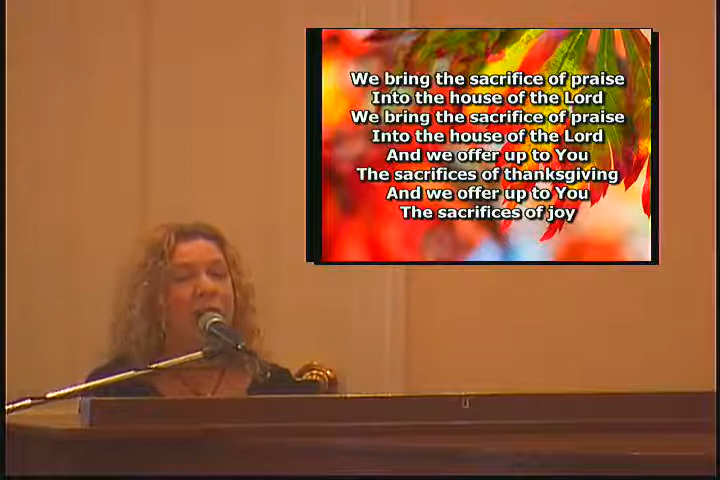 We bring the sacrifice of praise
Into the house of the Lord
We bring the sacrifice of praise
Into the house of the Lord
And we offer up to You
The sacrifices of thanksgiving
And we offer up to You
The sacrifices of joy